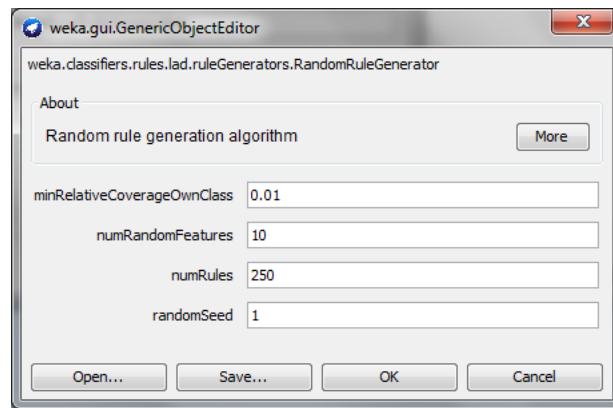 weka.gui.GenericObjectEditor
weka.classifiers.rules.lad.ruleGenerators.RandomRuleGenerator
About
Random rule generation algorithm More
minRelativeCoverageOwnClass 0.01
numRandomFeatures 10
numRules 250
randomSeed 1
Open... Save... OK Cancel